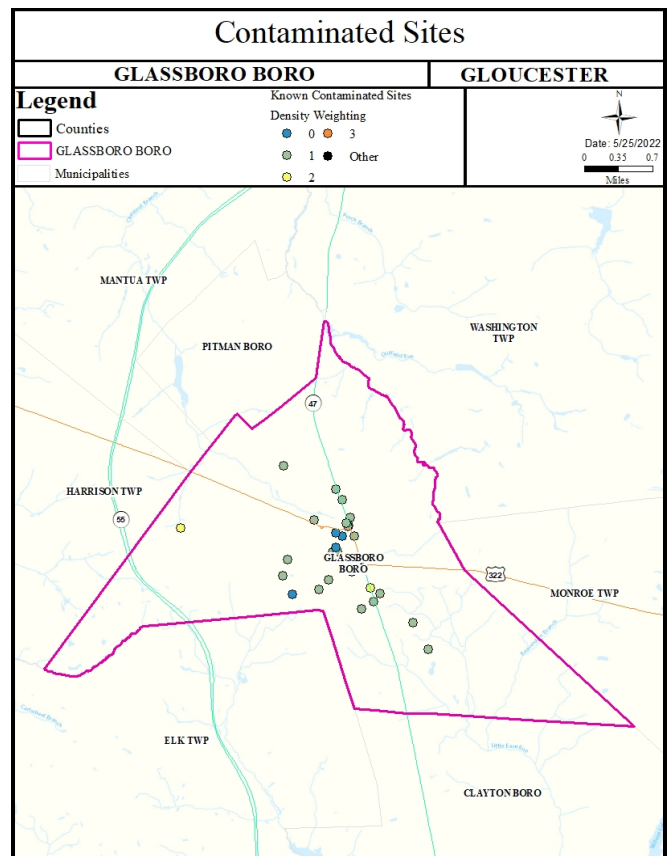 Contaminated Sites
GLASSBORO BORO
GLOUCESTER
Legend
Counties
GLASSBORO BORO
Municipalities
Known Contaminated Sites
Density Weighting
0
3
1
Other
2
N
Date: 5/25/2022
0 0.35 0.7
Miles
MANTUA TWP
PITMAN BORO
WASHINGTON
TWP
47
HARRISON TWP
55
GLASSBORO
BORO
322
MONROE TWP
ELK TWP
CLAYTON BORO